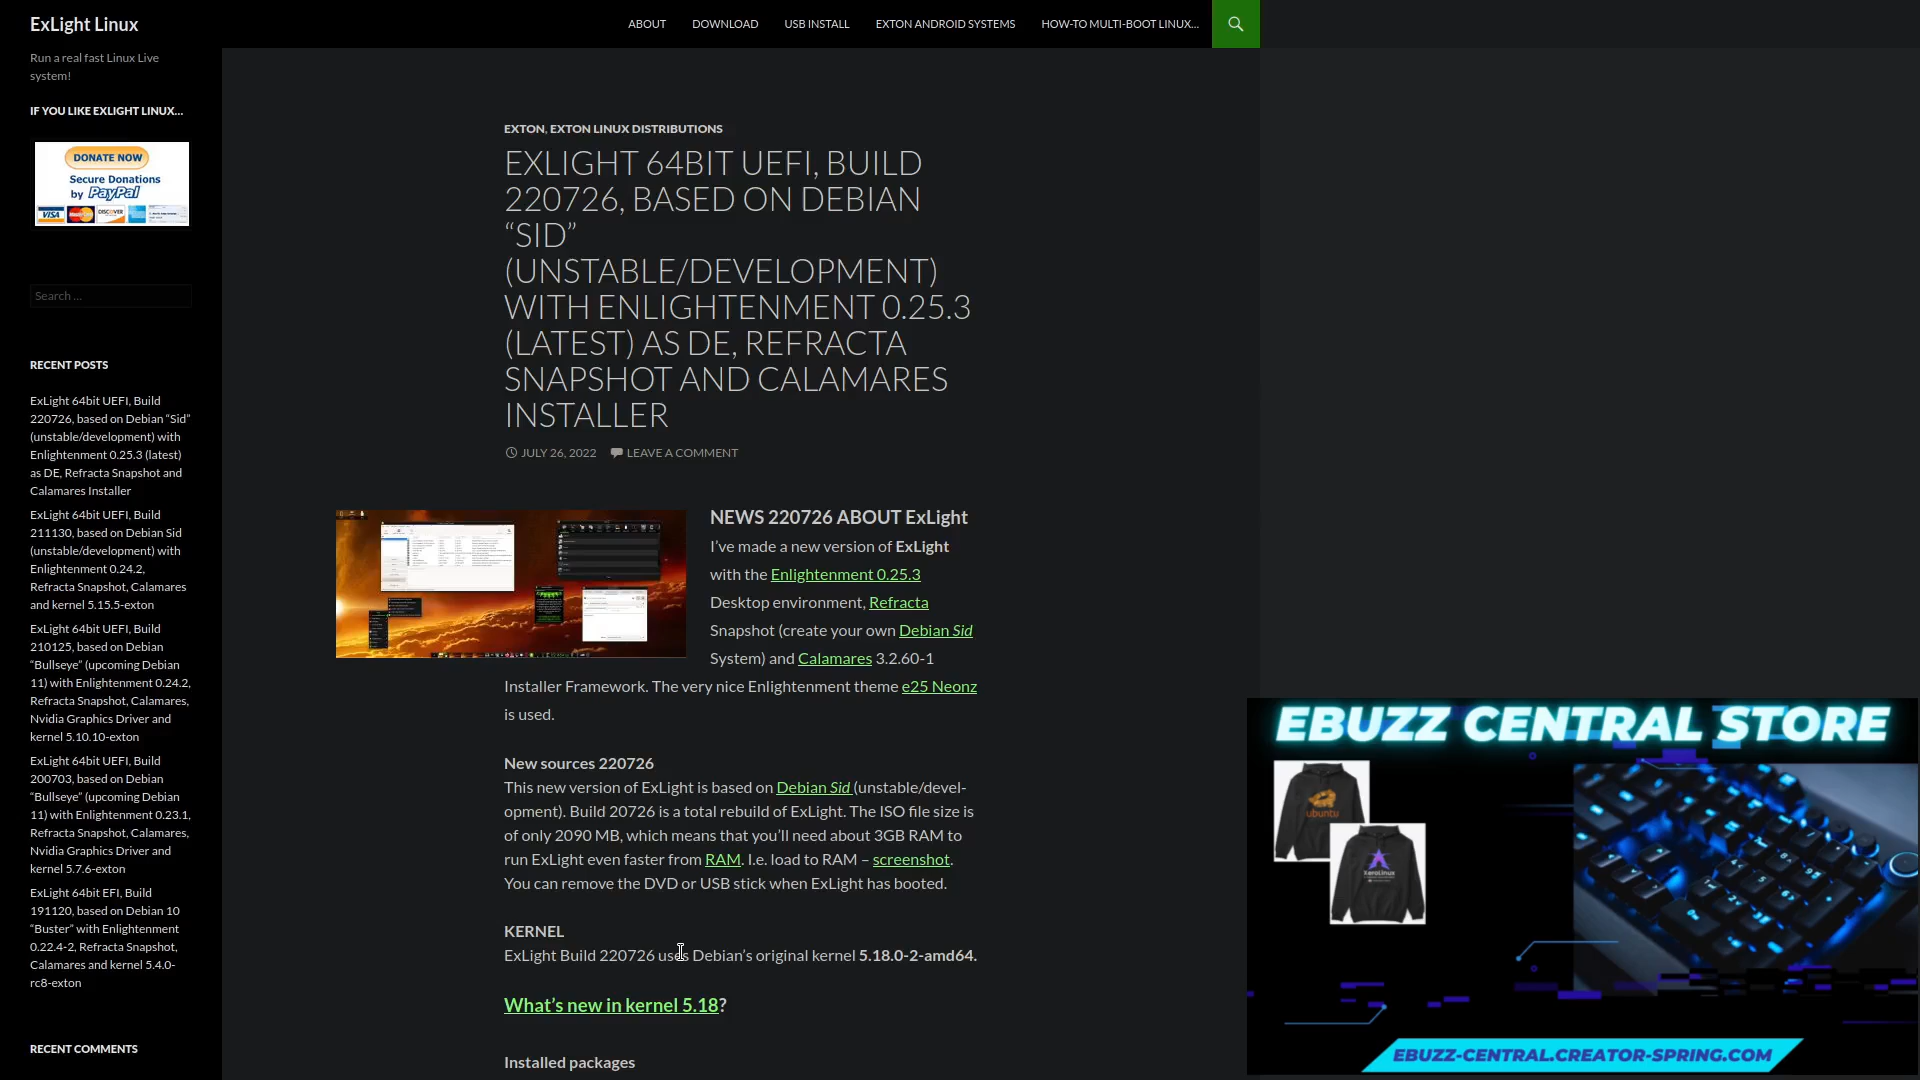 ExLight Linux
ABOUT
DOWNLOAD
USB INSTALL
EXTON ANDROID SYSTEMS
HOW-TO MULTI-BOOT LINUX…
Run a real fast Linux Live
system!
IF YOU LIKE EXLIGHT LINUX…
DONATE NOW
Secure Donations
by PayPal
VISA
DISCOVER
Search …
RECENT POSTS
ExLight 64bit UEFI, Build
220726, based on Debian “Sid”
(unstable/development) with
Enlightenment 0.25.3 (latest)
as DE, Refracta Snapshot and
Calamares Installer
ExLight 64bit UEFI, Build
211130, based on Debian Sid
(unstable/development) with
Enlightenment 0.24.2,
Refracta Snapshot, Calamares
and kernel 5.15.5-exton
ExLight 64bit UEFI, Build
210125, based on Debian
“Bullseye” (upcoming Debian
11) with Enlightenment 0.24.2,
Refracta Snapshot, Calamares,
Nvidia Graphics Driver and
kernel 5.10.10-exton
ExLight 64bit UEFI, Build
200703, based on Debian
“Bullseye” (upcoming Debian
11) with Enlightenment 0.23.1,
Refracta Snapshot, Calamares,
Nvidia Graphics Driver and
kernel 5.7.6-exton
ExLight 64bit EFI, Build
191120, based on Debian 10
“Buster” with Enlightenment
0.22.4-2, Refracta Snapshot,
Calamares and kernel 5.4.0-
rc8-exton
RECENT COMMENTS
EXTON, EXTON LINUX DISTRIBUTIONS
EXLIGHT 64BIT UEFI, BUILD
220726, BASED ON DEBIAN
“SID”
(UNSTABLE/DEVELOPMENT)
WITH ENLIGHTENMENT 0.25.3
(LATEST) AS DE, REFRACTA
SNAPSHOT AND CALAMARES
INSTALLER
JULY 26, 2022
LEAVE A COMMENT
NEWS 220726 ABOUT ExLight
I’ve made a new version of ExLight
with the Enlightenment 0.25.3
Desktop environment, Refracta
Snapshot (create your own Debian Sid
System) and Calamares 3.2.60-1
Installer Framework. The very nice Enlightenment theme e25 Neonz
is used.
New sources 220726
This new version of ExLight is based on Debian Sid (unstable/devel-
opment). Build 20726 is a total rebuild of ExLight. The ISO file size is
of only 2090 MB, which means that you’ll need about 3GB RAM to
run ExLight even faster from RAM. I.e. load to RAM – screenshot.
You can remove the DVD or USB stick when ExLight has booted.
KERNEL
ExLight Build 220726 uses Debian’s original kernel 5.18.0-2-amd64.
What’s new in kernel 5.18?
Installed packages
EBUZZ CENTRAL STORE
ubuntu
XeroLinux
EBUZZ-CENTRAL.CREATOR-SPRING.COM